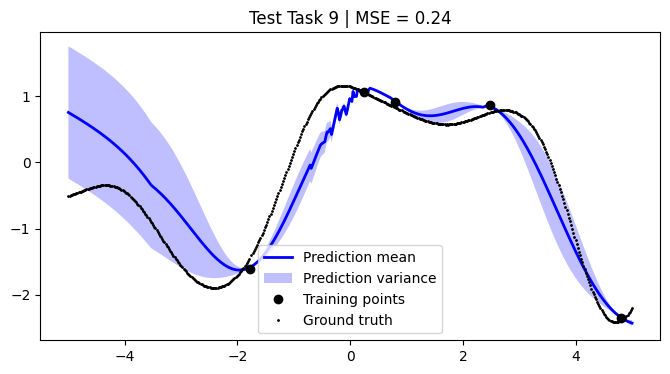 Test Task 9 | MSE = 0.24
1
0
−1
−2
−4
−2
0
2
4
Prediction mean
Prediction variance
Training points
Ground truth